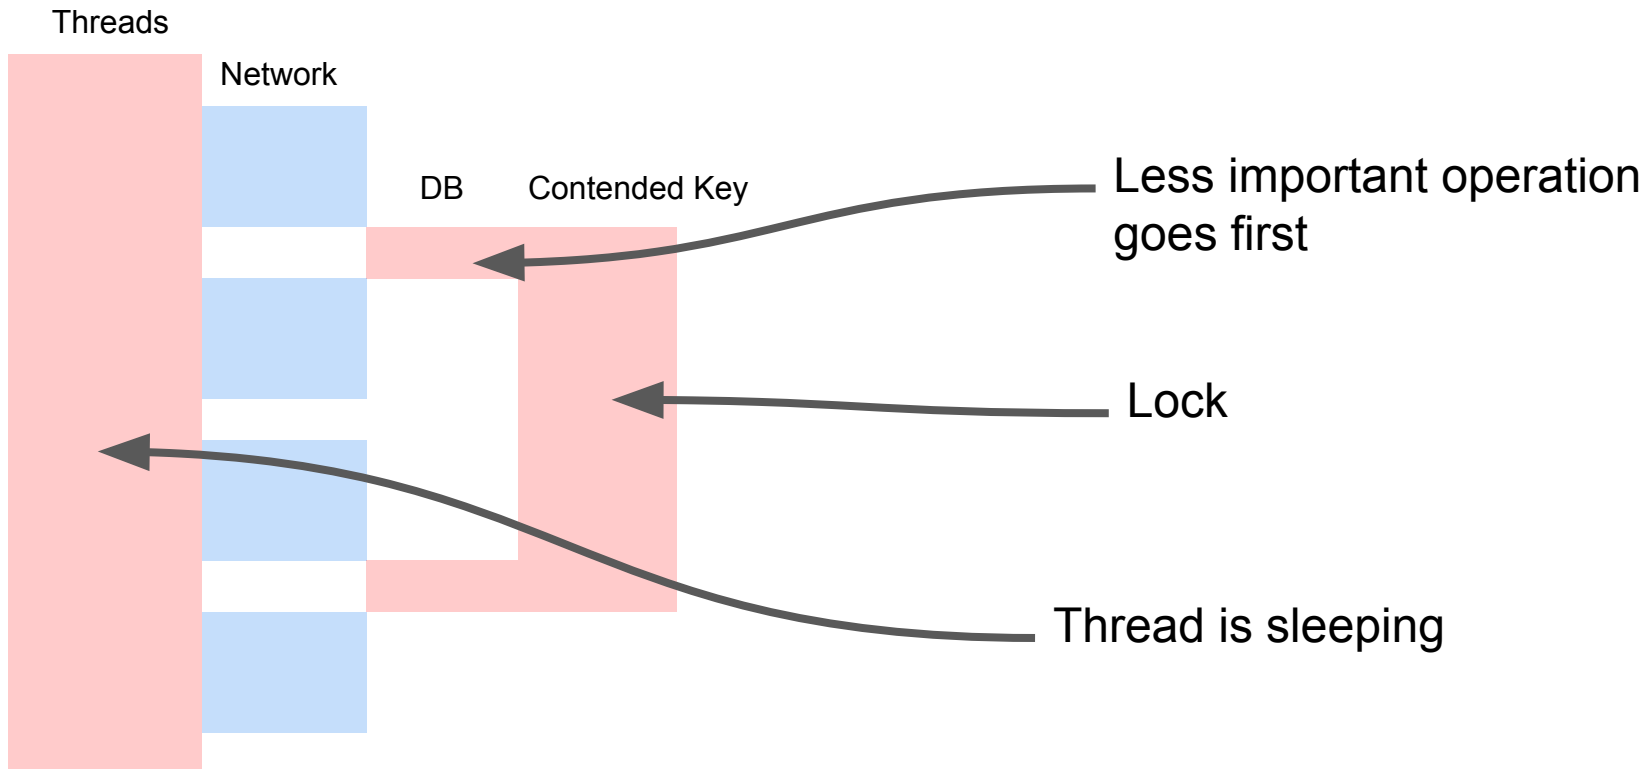 Threads
Network
DB
Contended Key
Less important operation
goes first
Lock
Thread is sleeping